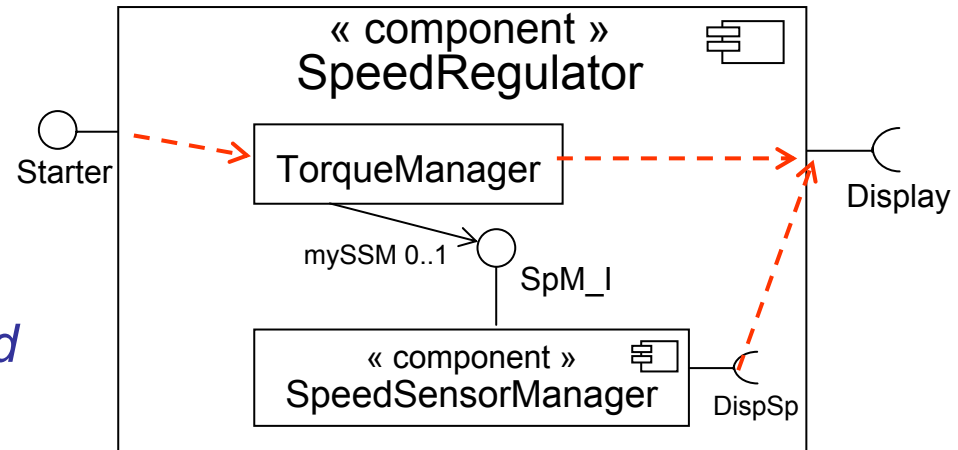 « component »
SpeedRegulator
Starter
TorqueManager
Display
mySSM 0..1
SpM_I
d
« component »
SpeedSensorManager
DispSp